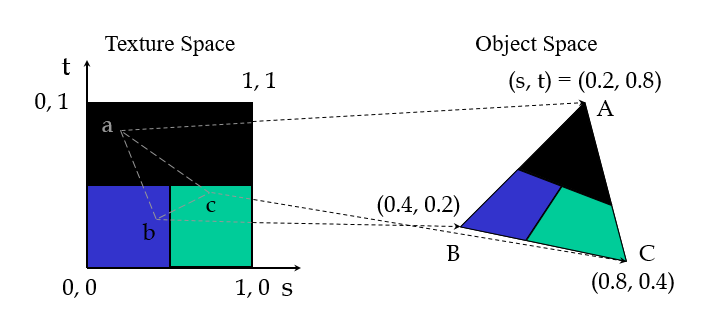 Texture Space
Object Space
t
1, 1
(s, t) = (0.2, 0.8)
0, 1
A
a
c
(0.4, 0.2)
b
B
C
0, 0
1, 0 s
(0.8, 0.4)